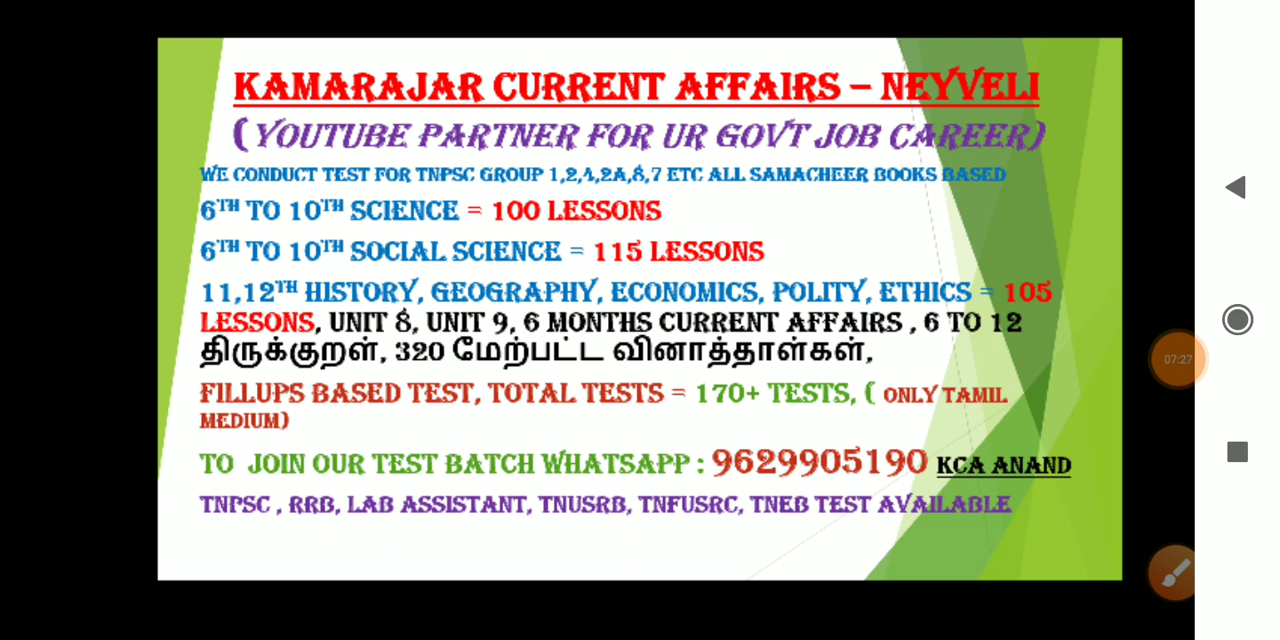 KAMARAJAR CURRENT AFFAIRS – NEYVELI
( YOUTUBE PARTNER FOR UR GOVT JOB CAREER)
WE CONDUCT TEST FOR TNPSC GROUP 1,2,4,2A,8,7 ETC ALL SAMACHEER BOOKS BASED
6TH TO 10TH SCIENCE = 100 LESSONS
6TH TO 10TH SOCIAL SCIENCE = 115 LESSONS
11,12TH HISTORY, GEOGRAPHY, ECONOMICS, POLITY, ETHICS = 105
LESSONS, UNIT 8, UNIT 9, 6 MONTHS CURRENT AFFAIRS , 6 TO 12
திருக்குறள், 320 மேற்பட்ட வினாத்தாள்கள்,
FILLUPS BASED TEST, TOTAL TESTS = 170+ TESTS, ( ONLY TAMIL
MEDIUM)
TO JOIN OUR TEST BATCH WHATSAPP : 9629905190 KCA ANAND
TNPSC , RRB, LAB ASSISTANT, TNUSRB, TNFUSRC, TNEB TEST AVAILABLE
07:27